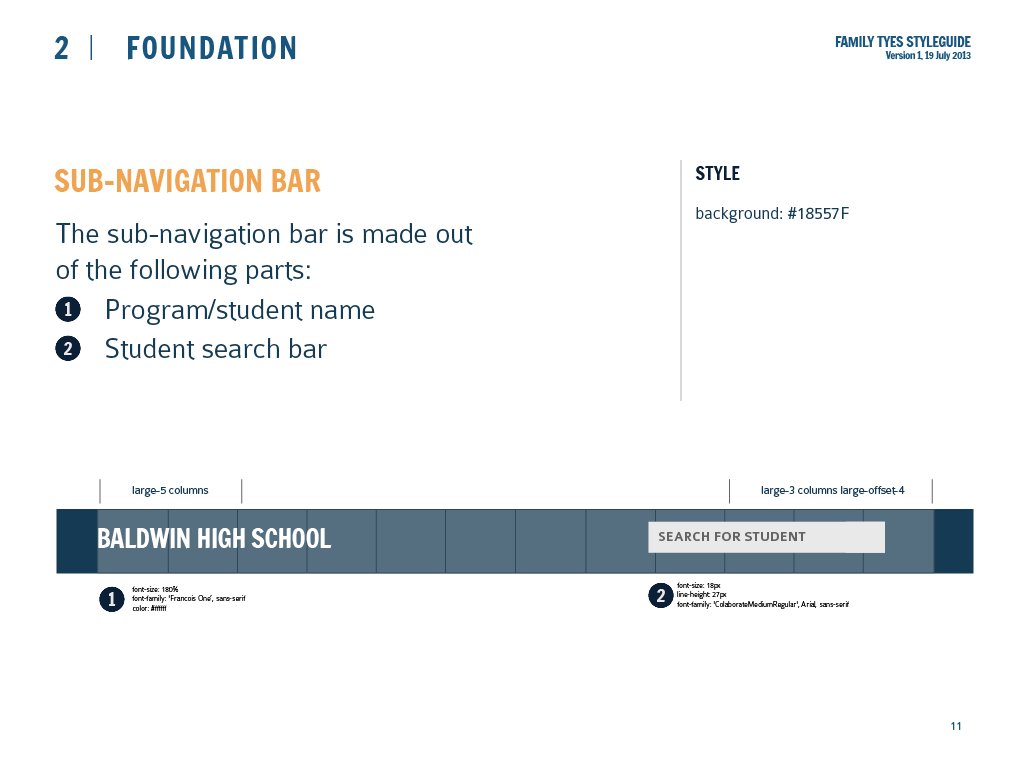 2 | FOUNDATION
FAMILY TYES STYLEGUIDE
Version 1, 19 July 2013
SUB-NAVIGATION BAR
The sub-navigation bar is made out
of the following parts:
1 Program/student name
2 Student search bar
STYLE
background: #18557F
large-5 columns
large-3 columns large-offset-4
BALDWIN HIGH SCHOOL
SEARCH FOR STUDENT
1
font-size: 180%
font-family: 'Francois One', sans-serif
color: #ffffff
2
font-size: 18px
line-height: 27px
font-family: 'ColaborateMediumRegular', Arial, sans-serif
11